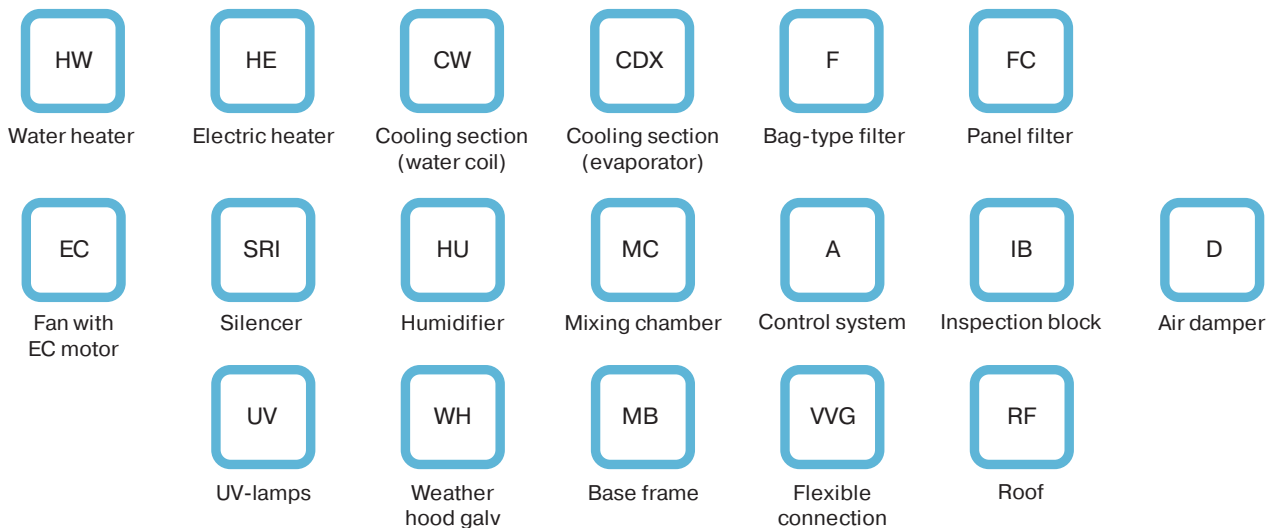 HW
HE
CW
CDX
F
FC
Water heater
Electric heater
Cooling section
(water coil)
Cooling section
(evaporator)
Bag-type filter
Panel filter
EC
SRI
HU
MC
A
IB
D
Fan with
EC motor
Silencer
Humidifier
Mixing chamber
Control system
Inspection block
Air damper
UV
WH
MB
VVG
RF
UV-lamps
Weather
hood galv
Base frame
Flexible
connection
Roof